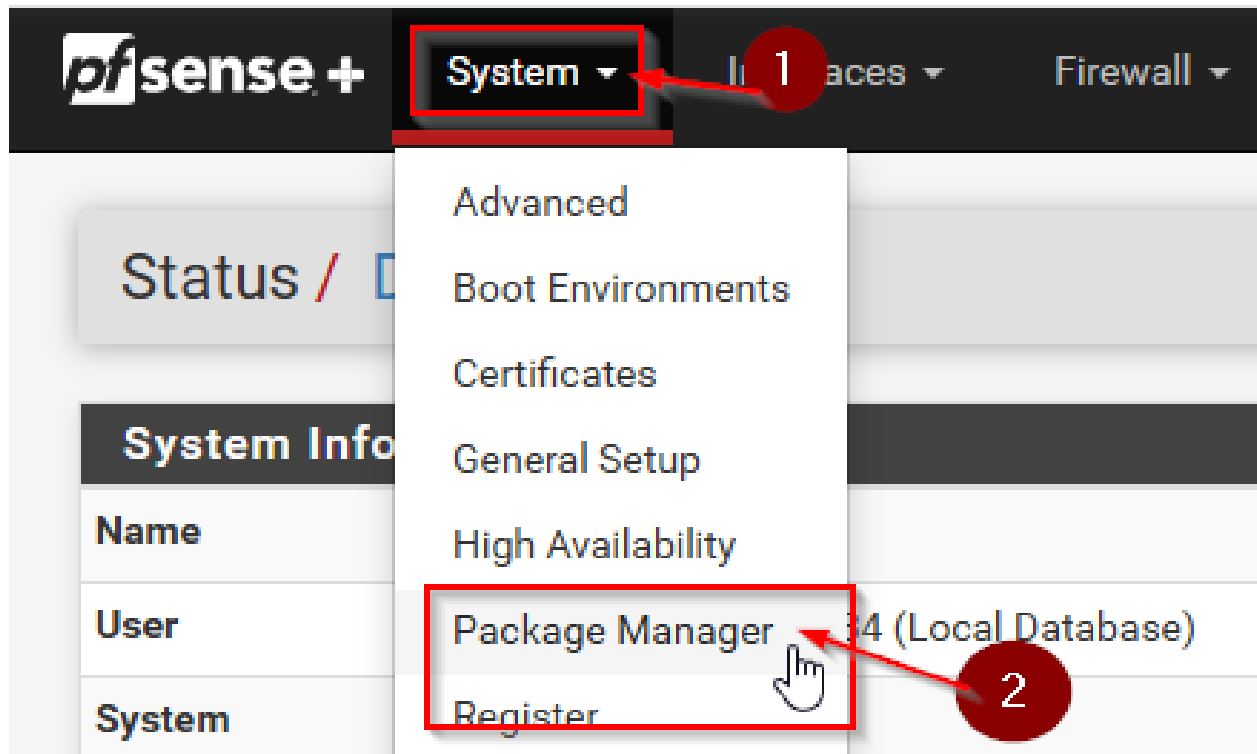 pfsense+ System Firewall
1
Advanced
Status /
Boot Environments
Certificates
System Info
General Setup
Name
High Availability
User
Package Manager
(Local Database)
2
System
Register